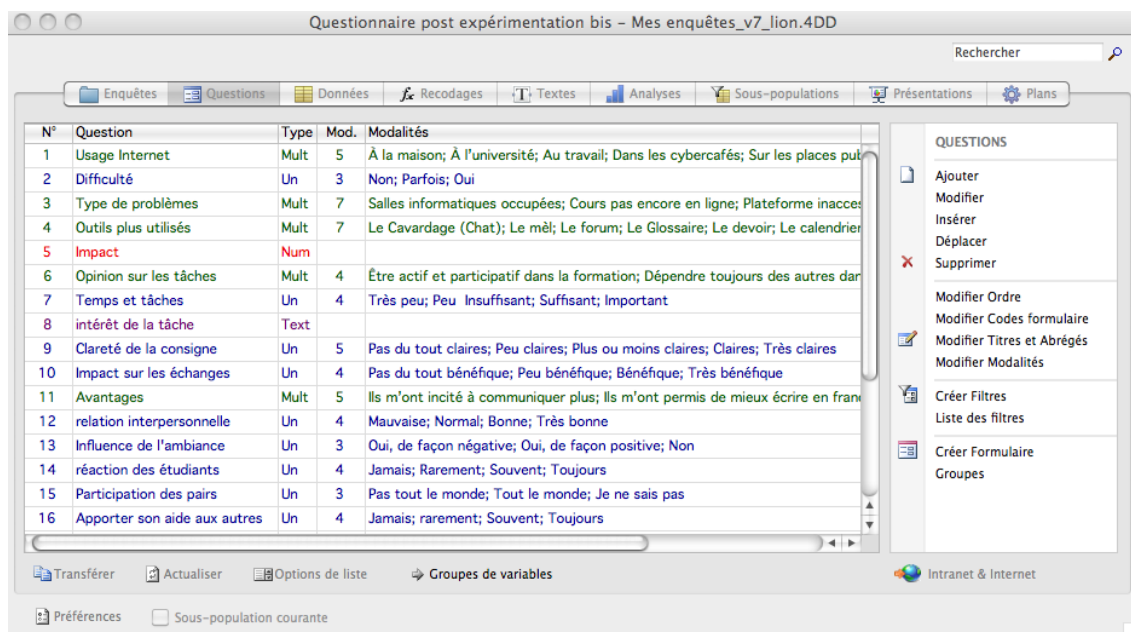 Questionnaire post expérimentation bis – Mes enquêtes_v7_lion.4DD
Rechercher
Enquêtes Questions Données fx Recodages T Textes Analyses Sous-populations Présentations Plans
N° Question Type Mod. Modalités
1 Usage Internet Mult 5 À la maison; À l'université; Au travail; Dans les cybercafés; Sur les places pub
2 Difficulté Un 3 Non; Parfois; Oui
3 Type de problèmes Mult 7 Salles informatiques occupées; Cours pas encore en ligne; Plateforme inacces
4 Outils plus utilisés Mult 7 Le Cavardage (Chat); Le mèl; Le forum; Le Glossaire; Le devoir; Le calendrier
5 Impact Num
6 Opinion sur les tâches Mult 4 Être actif et participatif dans la formation; Dépendre toujours des autres dan
7 Temps et tâches Un 4 Très peu; Peu Insuffisant; Suffisant; Important
8 intérêt de la tâche Text
9 Clareté de la consigne Un 5 Pas du tout claires; Peu claires; Plus ou moins claires; Claires; Très claires
10 Impact sur les échanges Un 4 Pas du tout bénéfique; Peu bénéfique; Bénéfique; Très bénéfique
11 Avantages Mult 5 Ils m'ont incité à communiquer plus; Ils m'ont permis de mieux écrire en fran
12 relation interpersonnelle Un 4 Mauvaise; Normal; Bonne; Très bonne
13 Influence de l'ambiance Un 3 Oui, de façon négative; Oui, de façon positive; Non
14 réaction des étudiants Un 4 Jamais; Rarement; Souvent; Toujours
15 Participation des pairs Un 3 Pas tout le monde; Tout le monde; Je ne sais pas
16 Apporter son aide aux autres Un 4 Jamais; rarement; Souvent; Toujours
QUESTIONS
Ajouter
Modifier
Insérer
Déplacer
Supprimer
Modifier Ordre
Modifier Codes formulaire
Modifier Titres et Abrégés
Modifier Modalités
Créer Filtres
Liste des filtres
Créer Formulaire
Groupes
Transférer Actualiser Options de liste Groupes de variables Intranet & Internet
Préférences Sous-population courante